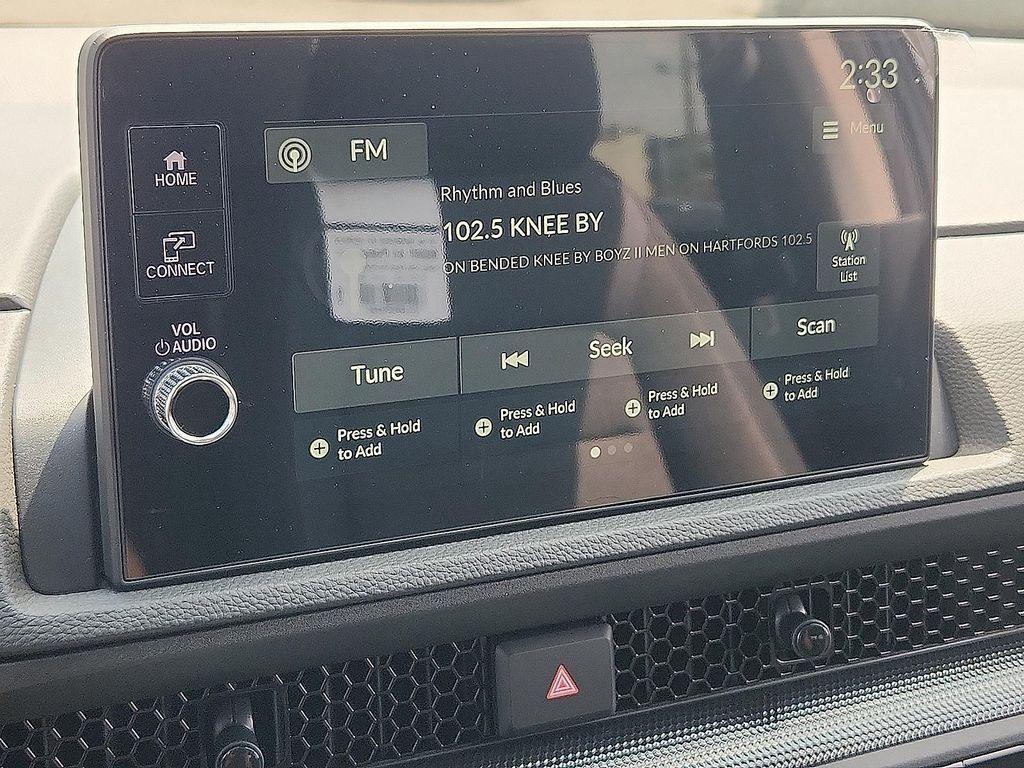 2:33
HOME
FM
Menu
Rhythm and Blues
102.5 KNEE BY
CONNECT
ON BENDED KNEE BY BOYZ II MEN ON HARTFORDS 102.5
Station
List
VOL
AUDIO
Tune
Seek
Scan
Press & Hold
to Add
Press & Hold
to Add
Press & Hold
to Add
Press & Hold
to Add